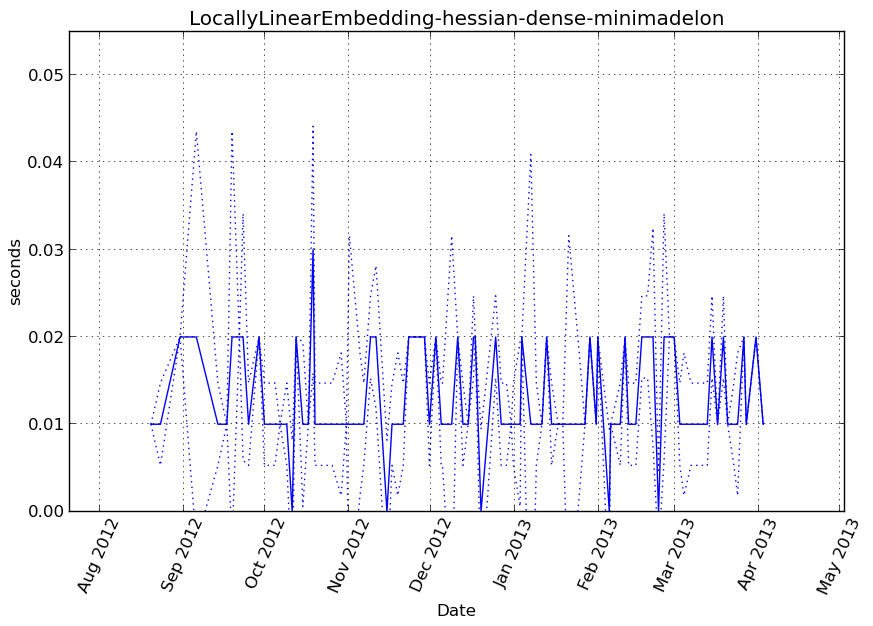 LocallyLinearEmbedding-hessian-dense-minimadelon
0.05
0.04
0.03
0.02
0.01
0.00
seconds
Aug 2012
Sep 2012
Oct 2012
Nov 2012
Dec 2012
Jan 2013
Feb 2013
Mar 2013
Apr 2013
May 2013
Date